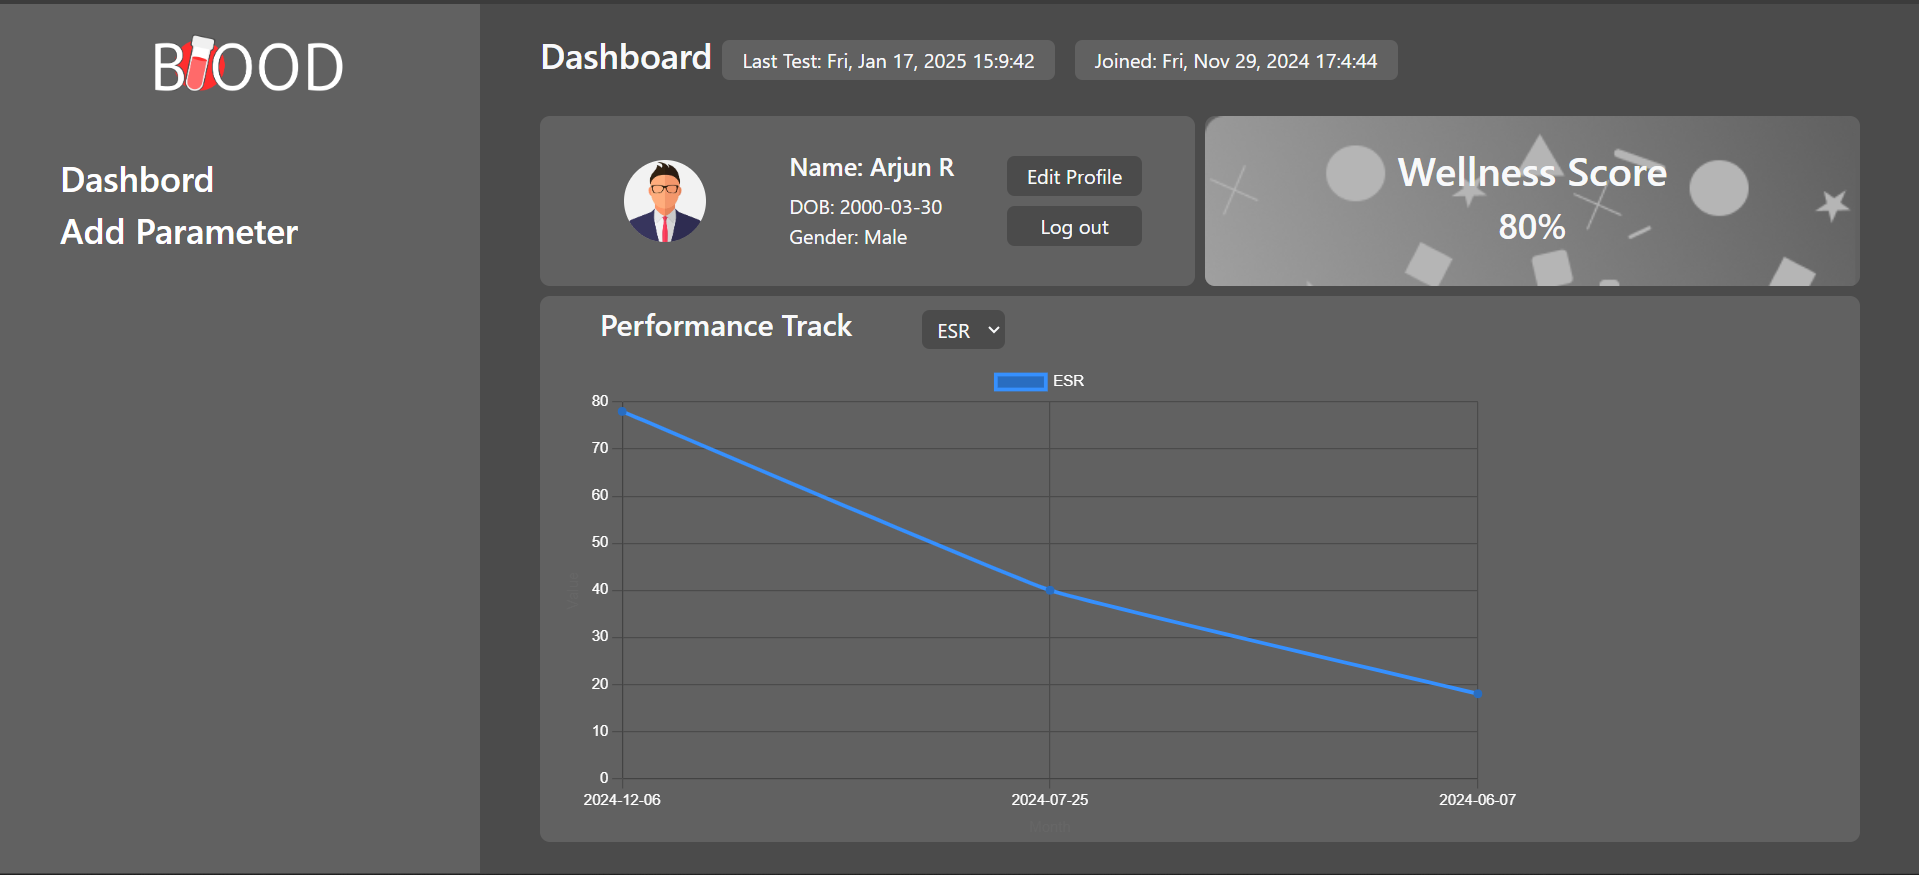 BlOOD
Dashbord
Add Parameter
Dashboard
Last Test: Fri, Jan 17, 2025 15:9:42
Joined: Fri, Nov 29, 2024 17:4:44
Name: Arjun R
DOB: 2000-03-30
Gender: Male
Edit Profile
Log out
Wellness Score
80%
Performance Track
ESR
ESR
80
70
60
50
40
30
20
10
0
Value
2024-12-06
2024-07-25
2024-06-07
Month